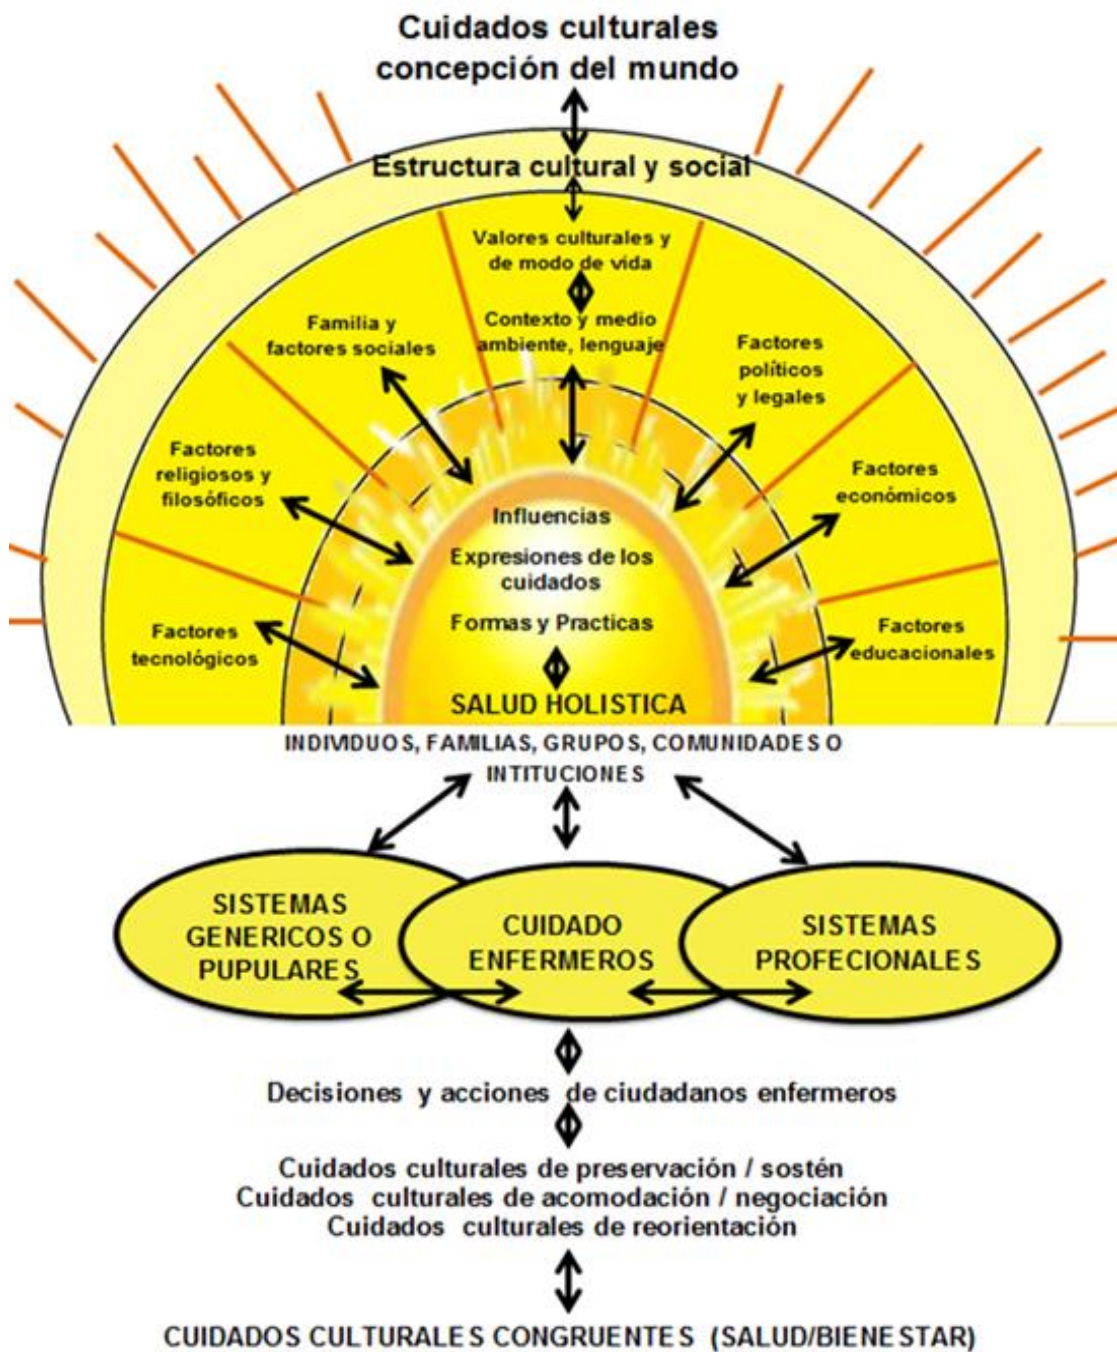 Cuidados culturales
concepción del mundo
Estructura cultural y social
Valores culturales y
de modo de vida
Contexto y medio
ambiente, lenguaje
Familia y
factores sociales
Factores
políticos
y legales
Factores
religiosos y
filosóficos
Factores
económicos
Factores
tecnológicos
Factores
educacionales
Influencias
Expresiones de los
cuidados
Formas y Practicas
SALUD HOLISTICA
INDIVIDUOS, FAMILIAS, GRUPOS, COMUNIDADES O
INTITUCIONES
SISTEMAS
GENERICOS O
PUPULARES
CUIDADO
ENFERMEROS
SISTEMAS
PROFECIONALES
Decisiones y acciones de ciudadanos enfermeros
Cuidados culturales de preservación / sostén
Cuidados culturales de acomodación / negociación
Cuidados culturales de reorientación
CUIDADOS CULTURALES CONGRUENTES (SALUD/BIENESTAR)